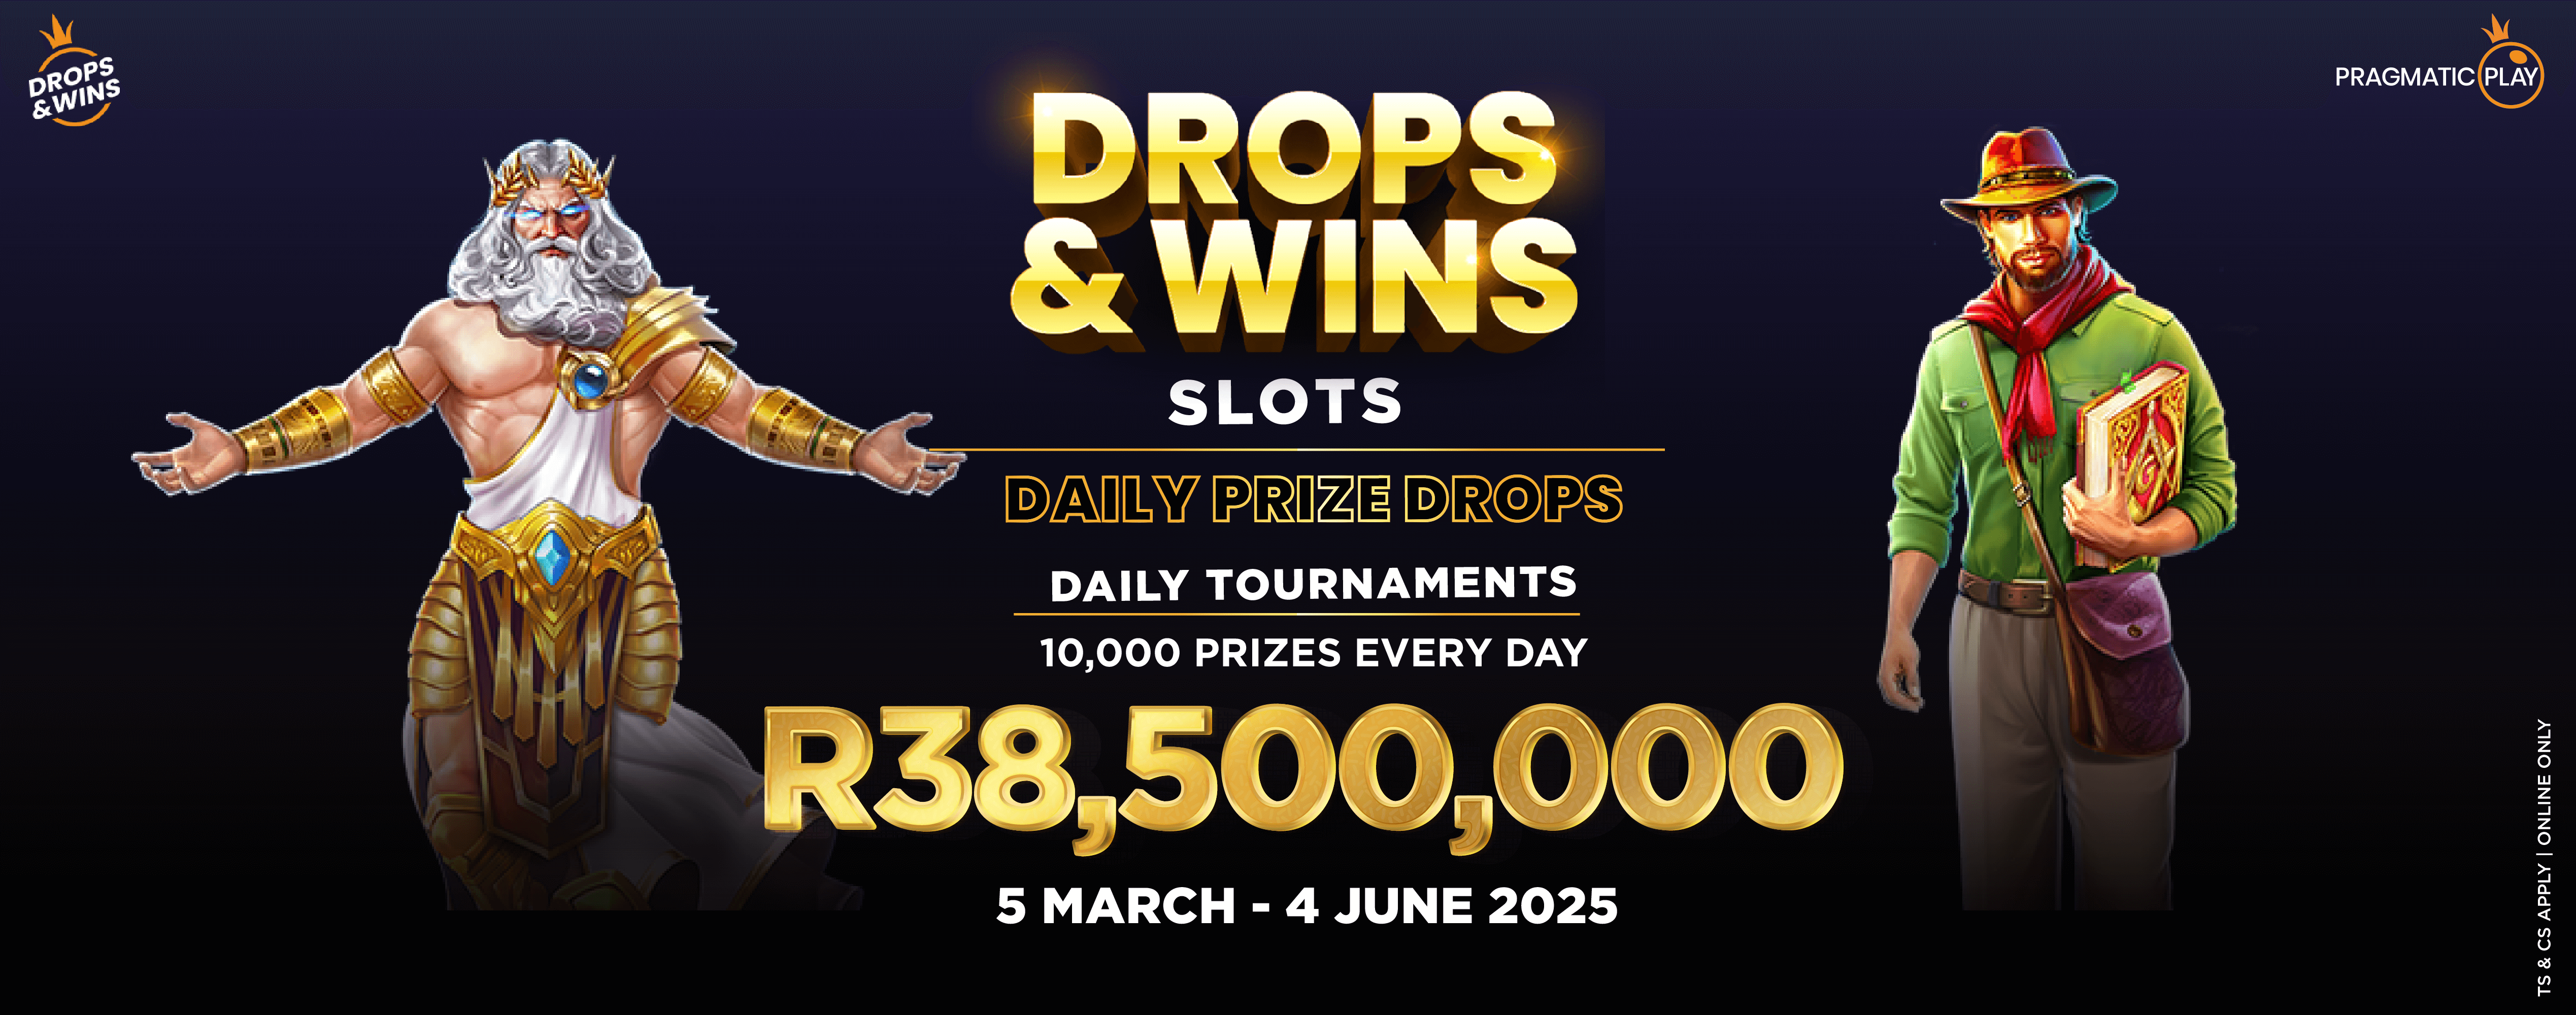 DROPS
& WINS
PRAGMATIC PLAY
DROPS
& WINS
SLOTS
DAILY PRIZE DROPS
DAILY TOURNAMENTS
10,000 PRIZES EVERY DAY
R38,500,000
5 MARCH - 4 JUNE 2025
TS & CS APPLY | ONLINE ONLY